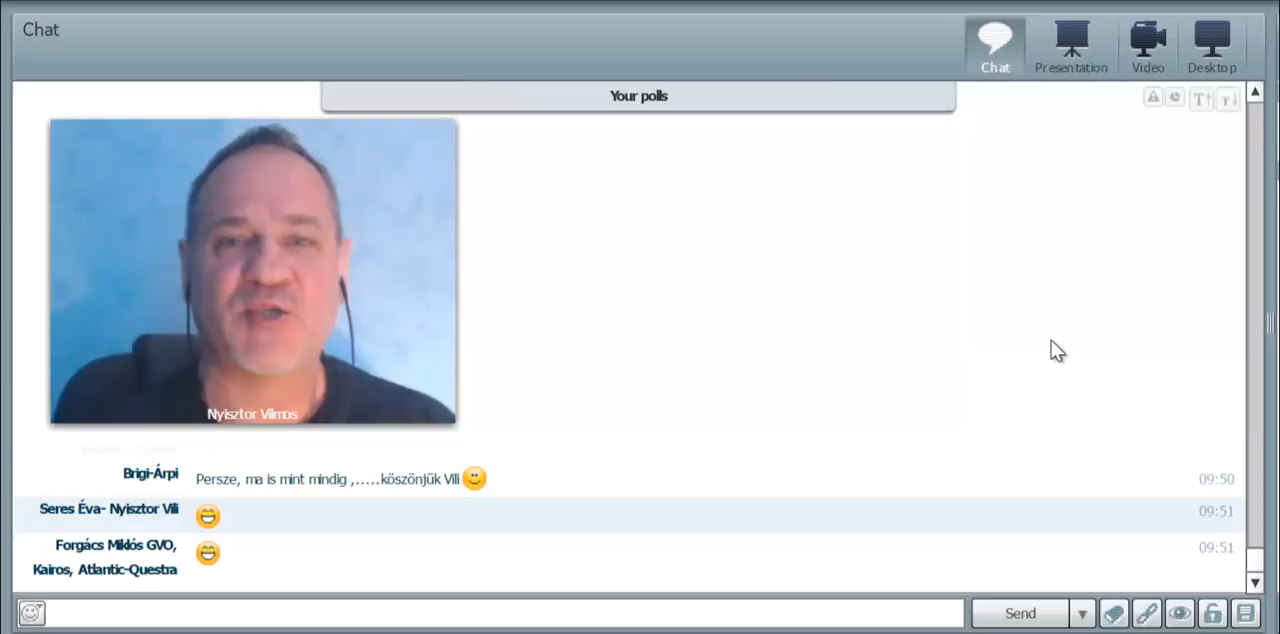 Chat
Chat
Presentation
Video
Desktop
Your polls
T↑
T↓
Nyisztor Vilmos
Brigi-Árpi
Persze, ma is mint mindig ,.....köszönjük Vili
09:50
Seres Éva- Nyisztor Vili
09:51
Forgács Miklós GVO,
Kairos, Atlantic-Questra
09:51
Send